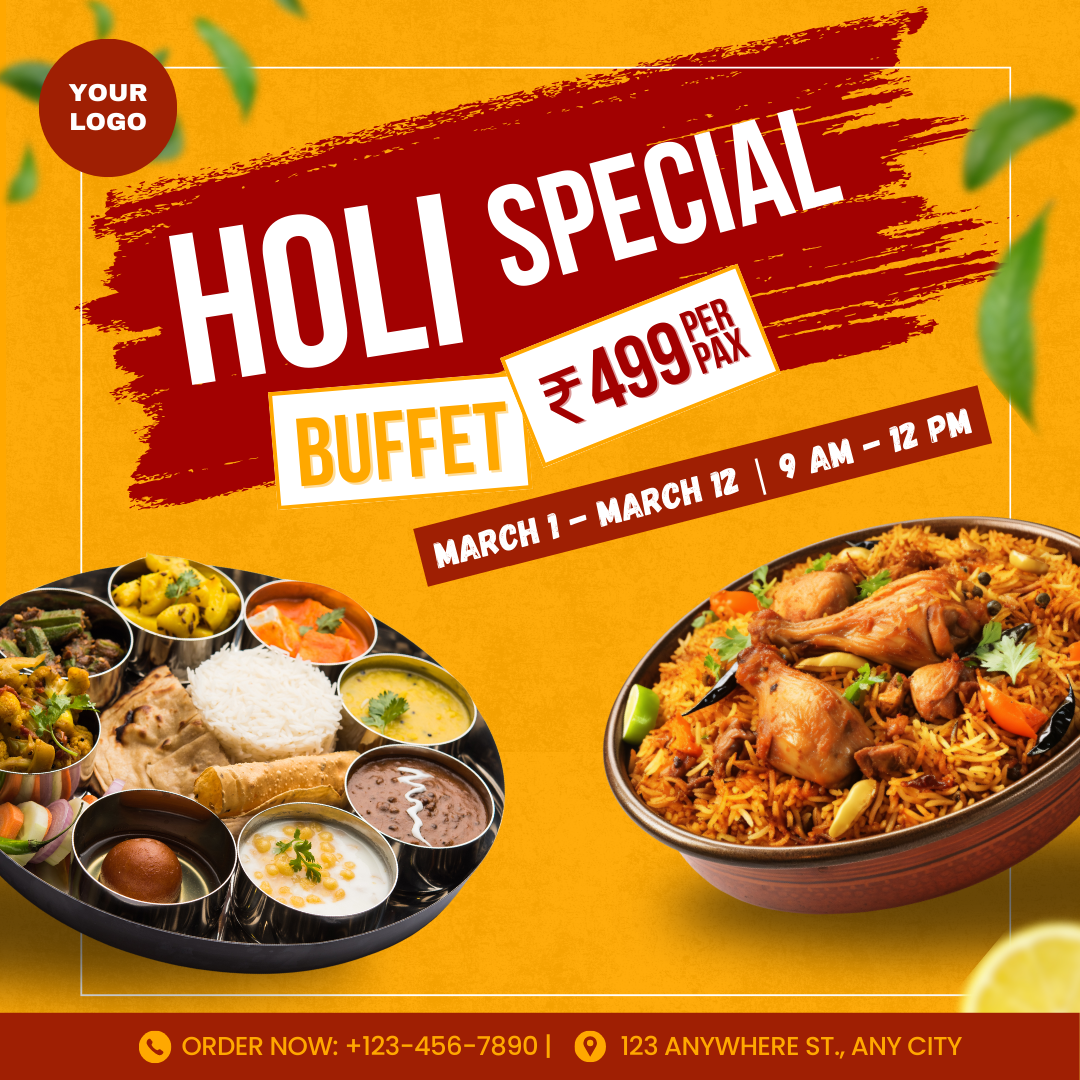 YOUR
LOGO
HOLI SPECIAL
BUFFET
₹499 PER
PAX
MARCH 1 – MARCH 12 | 9 AM – 12 PM
ORDER NOW: +123-456-7890 | 123 ANYWHERE ST., ANY CITY